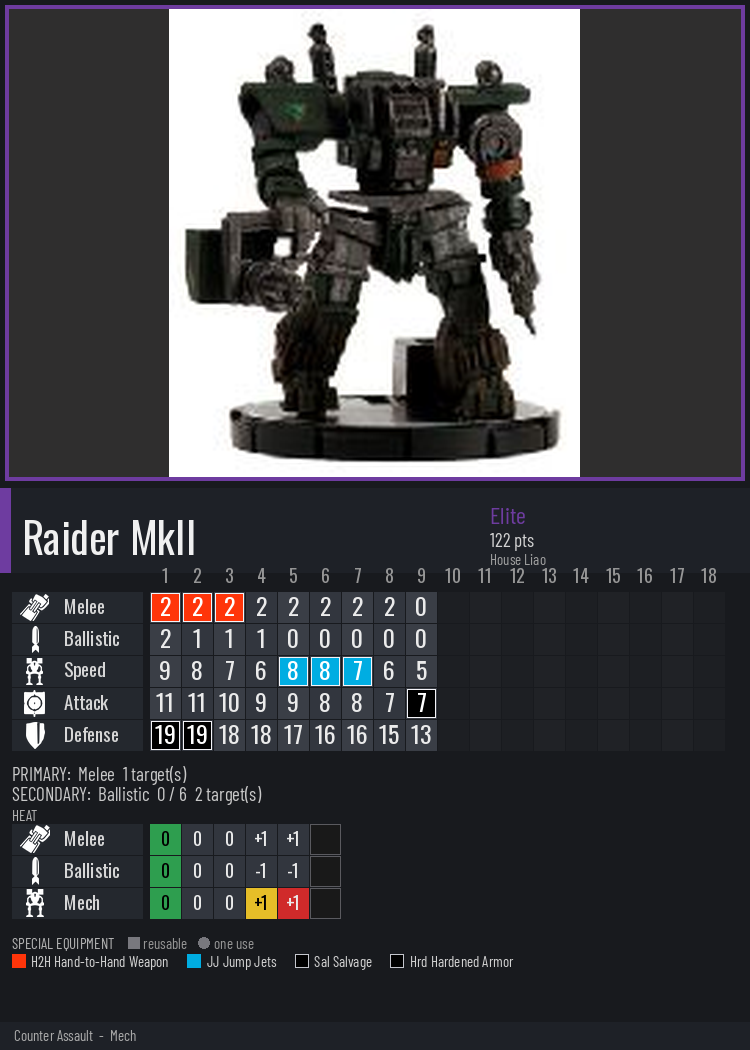 Raider MkII
Elite
122 pts
House Liao
1 2 3 4 5 6 7 8 9 10 11 12 13 14 15 16 17 18
Melee 2 2 2 2 2 2 2 2 0
Ballistic 2 1 1 1 0 0 0 0 0
Speed 9 8 7 6 8 8 7 6 5
Attack 11 11 10 9 9 8 8 7 7
Defense 19 19 18 18 17 16 16 15 13
PRIMARY: Melee 1 target(s)
SECONDARY: Ballistic 0 / 6 2 target(s)
HEAT
Melee 0 0 0 +1 +1
Ballistic 0 0 0 -1 -1
Mech 0 0 0 +1 +1
SPECIAL EQUIPMENT reusable one use
H2H Hand-to-Hand Weapon JJ Jump Jets Sal Salvage Hrd Hardened Armor
Counter Assault - Mech